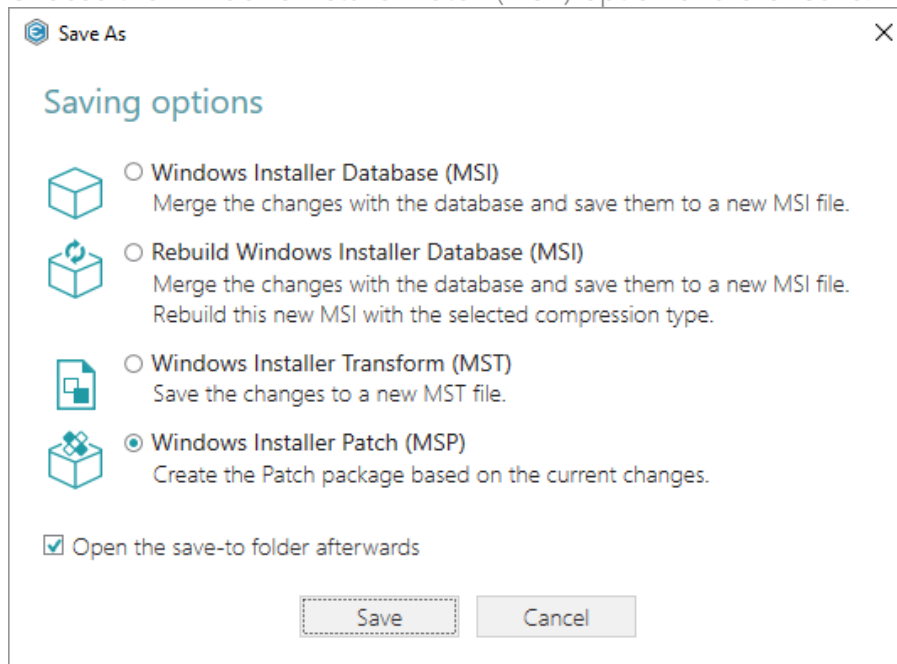 Save As
Saving options
Windows Installer Database (MSI)
Merge the changes with the database and save them to a new MSI file.
Rebuild Windows Installer Database (MSI)
Merge the changes with the database and save them to a new MSI file.
Rebuild this new MSI with the selected compression type.
Windows Installer Transform (MST)
Save the changes to a new MST file.
Windows Installer Patch (MSP)
Create the Patch package based on the current changes.
Open the save-to folder afterwards
Save
Cancel